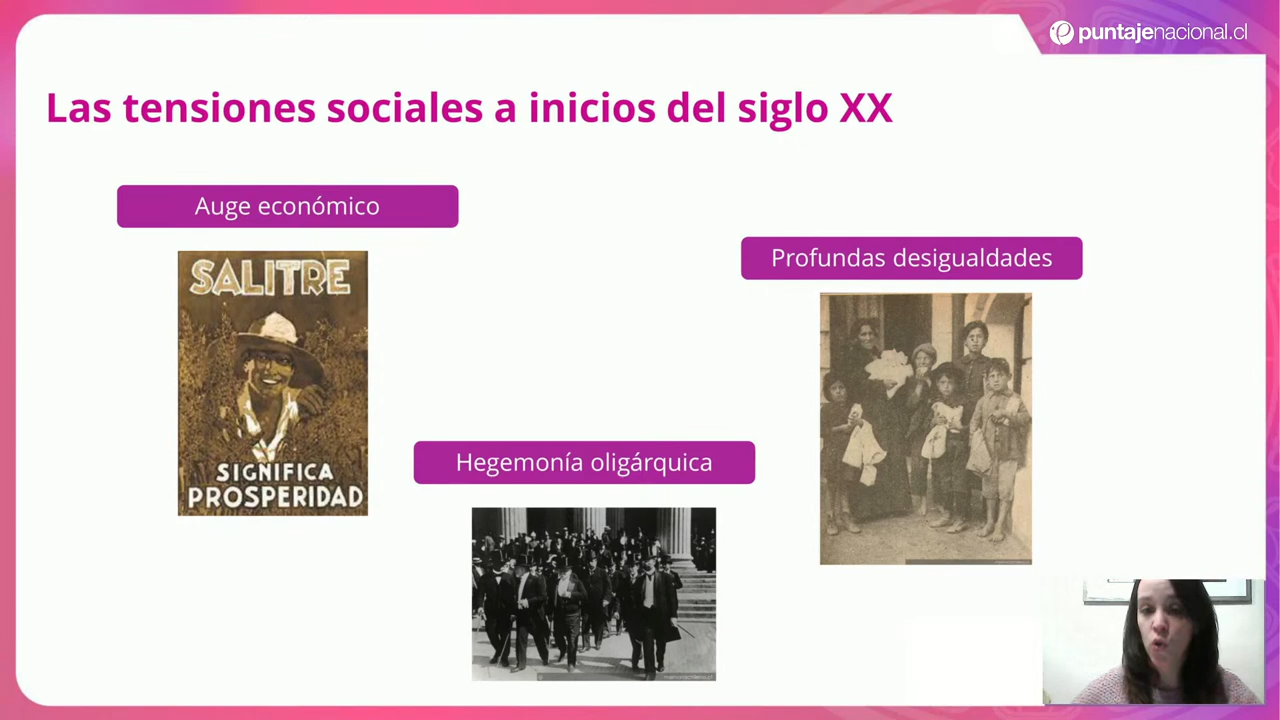 puntajenacional.cl
Las tensiones sociales a inicios del siglo XX
Auge económico
SALITRE
SIGNIFICA
PROSPERIDAD
Hegemonía oligárquica
Profundas desigualdades